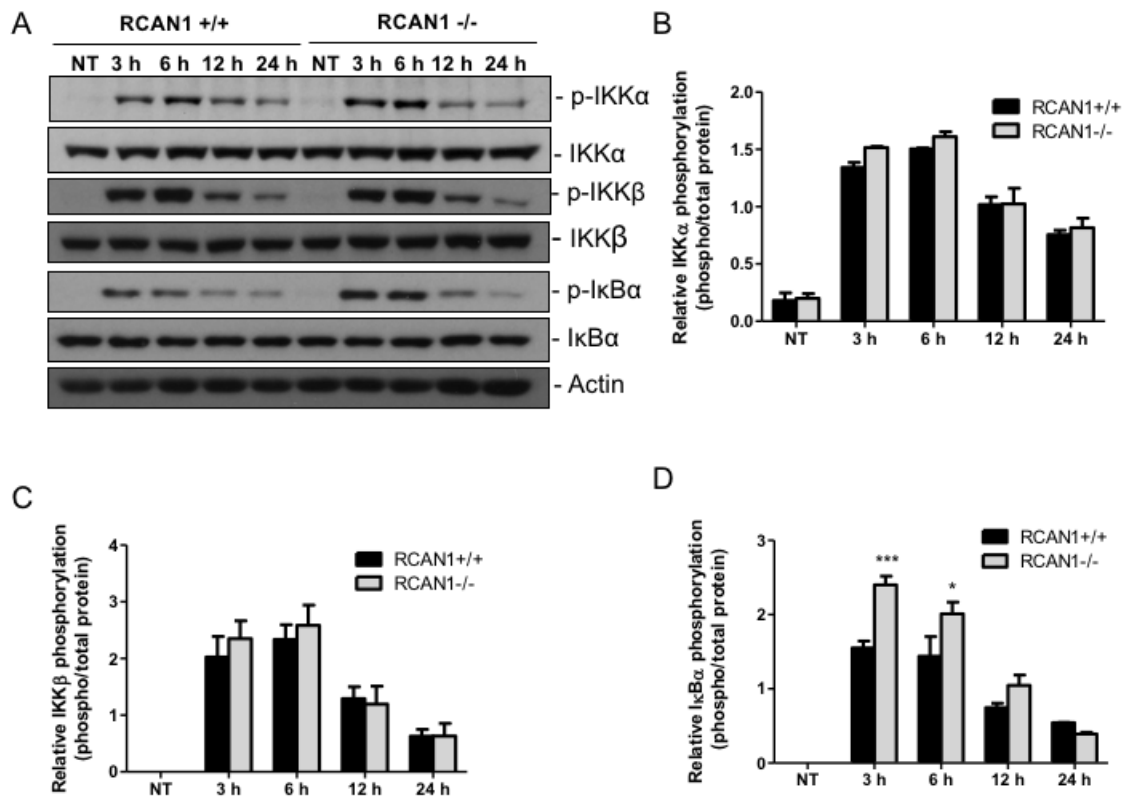 A
RCAN1 +/+ RCAN1 -/-
NT 3 h 6 h 12 h 24 h NT 3 h 6 h 12 h 24 h
- p-IKKα
- IKKα
- p-IKKβ
- IKKβ
- p-IκBα
- IκBα
- Actin
B
Relative IKKα phosphorylation
(phospho/total protein)
2.0
1.5
1.0
0.5
0.0
RCAN1+/+
RCAN1-/-
NT 3 h 6 h 12 h 24 h
C
Relative IKKβ phosphorylation
(phospho/total protein)
4
3
2
1
0
RCAN1+/+
RCAN1-/-
NT 3 h 6 h 12 h 24 h
D
Relative IκBα phosphorylation
(phospho/total protein)
3
2
1
0
RCAN1+/+
RCAN1-/-
***
*
NT 3 h 6 h 12 h 24 h